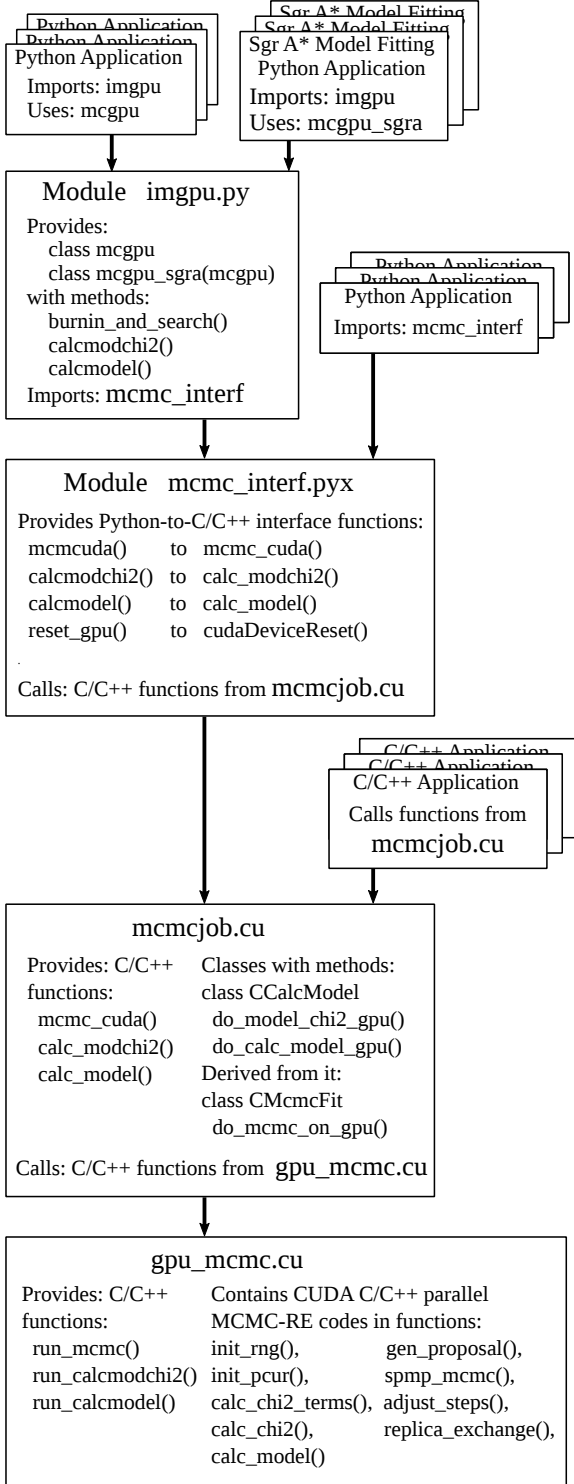 Python Application
Python Application
Python Application
Imports: imgpu
Uses: mcgpu
Sgr A* Model Fitting
Sgr A* Model Fitting
Sgr A* Model Fitting
Python Application
Imports: imgpu
Uses: mcgpu_sgra
Module imgpu.py
Provides:
class mcgpu
class mcgpu_sgra(mcgpu)
with methods:
burnin_and_search()
calcmodchi2()
calcmodel()
Imports: mcmc_interf
Python Application
Python Application
Python Application
Imports: mcmc_interf
Module mcmc_interf.pyx
Provides Python-to-C/C++ interface functions:
mcmcuda() to mcmc_cuda()
calcmodchi2() to calc_modchi2()
calcmodel() to calc_model()
reset_gpu() to cudaDeviceReset()
.
Calls: C/C++ functions from mcmcjob.cu
C/C++ Application
C/C++ Application
C/C++ Application
Calls functions from
mcmcjob.cu
mcmcjob.cu
Provides: C/C++
functions:
mcmc_cuda()
calc_modchi2()
calc_model()
Classes with methods:
class CCalcModel
do_model_chi2_gpu()
do_calc_model_gpu()
Derived from it:
class CMcmcFit
do_mcmc_on_gpu()
Calls: C/C++ functions from gpu_mcmc.cu
gpu_mcmc.cu
Provides: C/C++
functions:
run_mcmc()
run_calcmodchi2()
run_calcmodel()
Contains CUDA C/C++ parallel
MCMC-RE codes in functions:
init_rng(), gen_proposal(),
init_pcur(), spmp_mcmc(),
calc_chi2_terms(), adjust_steps(),
calc_chi2(), replica_exchange(),
calc_model()